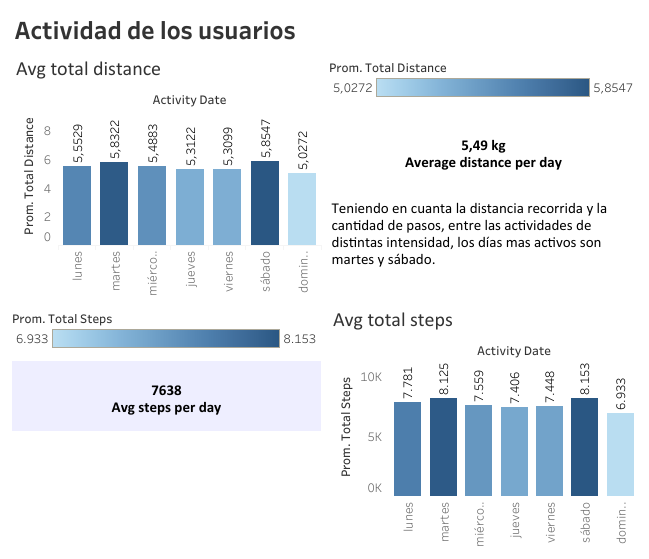 Actividad de los usuarios
Avg total distance
Activity Date
Prom. Total Distance
8
6
4
2
0
5,5529
5,8322
5,4883
5,3122
5,3099
5,8547
5,0272
lunes
martes
miérco..
jueves
viernes
sábado
domin..
Prom. Total Distance
5,0272
5,8547
5,49 kg
Average distance per day
Teniendo en cuanta la distancia recorrida y la
cantidad de pasos, entre las actividades de
distintas intensidad, los días mas activos son
martes y sábado.
Prom. Total Steps
6.933
8.153
7638
Avg steps per day
Avg total steps
Activity Date
Prom. Total Steps
10K
5K
0K
7.781
8.125
7.559
7.406
7.448
8.153
6.933
lunes
martes
miérco..
jueves
viernes
sábado
domin..